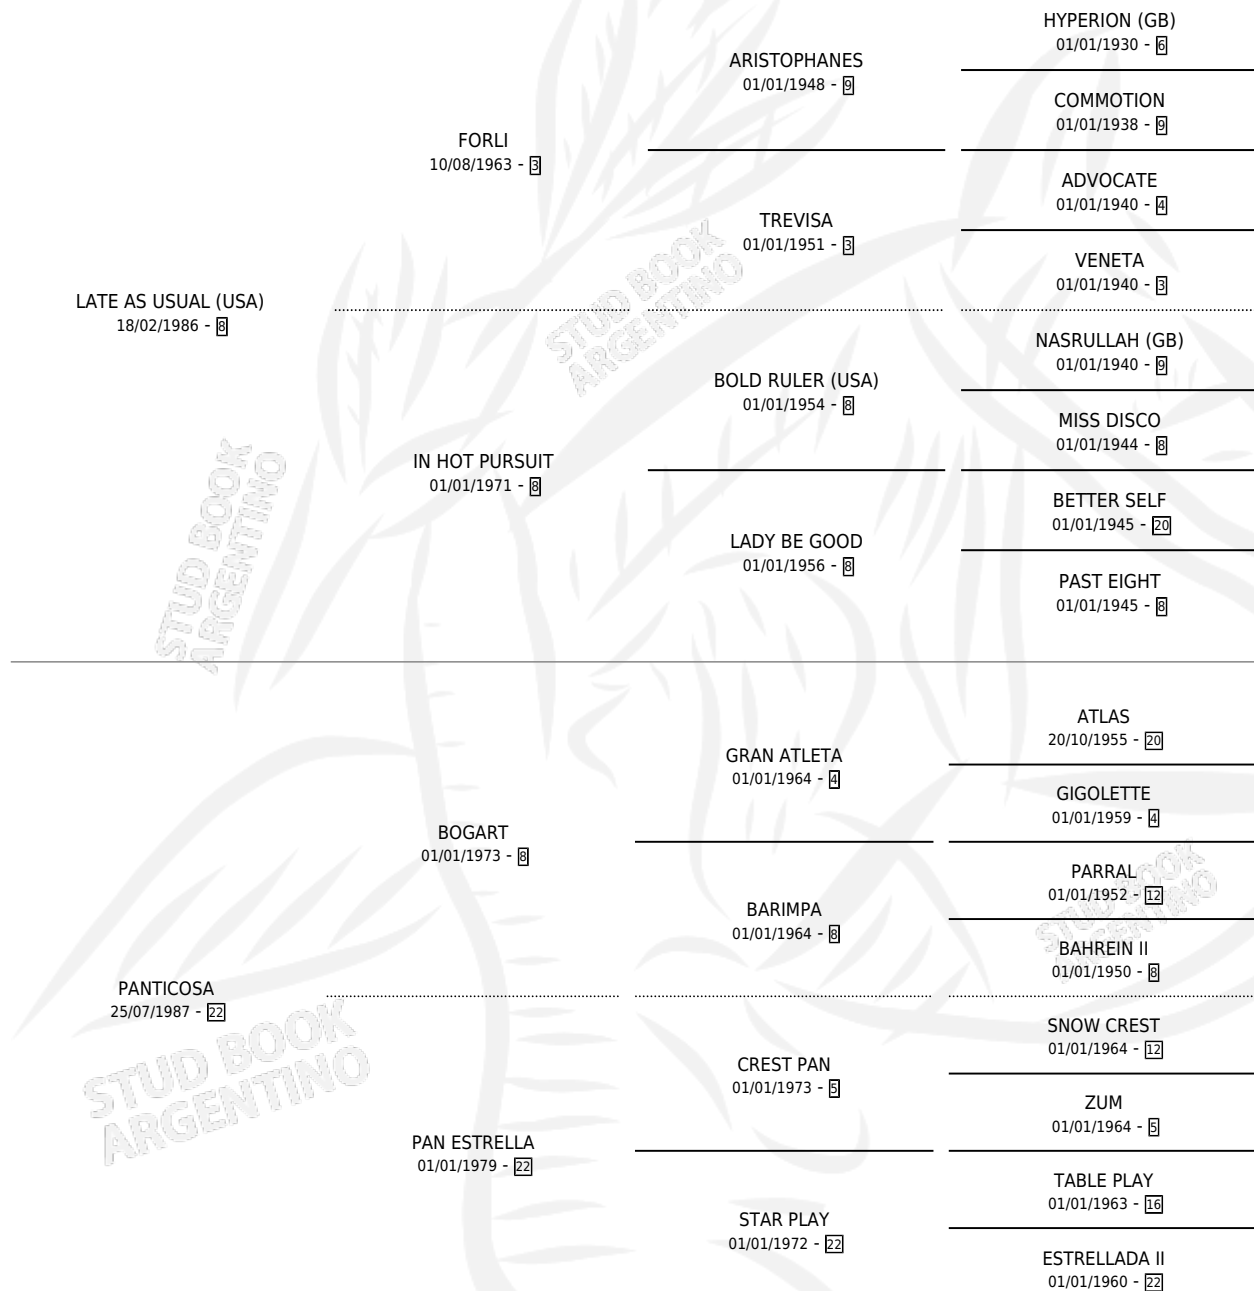 HYPERION (GB)
01/01/1930 - 6
ARISTOPHANES
01/01/1948 - 9
COMMOTION
01/01/1938 - 9
FORLI
10/08/1963 - 3
ADVOCATE
01/01/1940 - 4
TREVISA
01/01/1951 - 3
VENETA
01/01/1940 - 3
LATE AS USUAL (USA)
18/02/1986 - 8
NASRULLAH (GB)
01/01/1940 - 9
BOLD RULER (USA)
01/01/1954 - 8
MISS DISCO
01/01/1944 - 8
IN HOT PURSUIT
01/01/1971 - 8
BETTER SELF
01/01/1945 - 20
LADY BE GOOD
01/01/1956 - 8
PAST EIGHT
01/01/1945 - 8
ATLAS
20/10/1955 - 20
GRAN ATLETA
01/01/1964 - 4
GIGOLETTE
01/01/1959 - 4
BOGART
01/01/1973 - 8
PARRAL
01/01/1952 - 12
BARIMPA
01/01/1964 - 8
BAHREIN II
01/01/1950 - 8
PANTICOSA
25/07/1987 - 22
SNOW CREST
01/01/1964 - 12
CREST PAN
01/01/1973 - 5
ZUM
01/01/1964 - 5
PAN ESTRELLA
01/01/1979 - 22
TABLE PLAY
01/01/1963 - 16
STAR PLAY
01/01/1972 - 22
ESTRELLADA II
01/01/1960 - 22
STUD BOOK
ARGENTINO
STUD BOOK
ARGENTINO
STUD BOOK
ARGENTINO
STUD BOOK
ARGENTINO